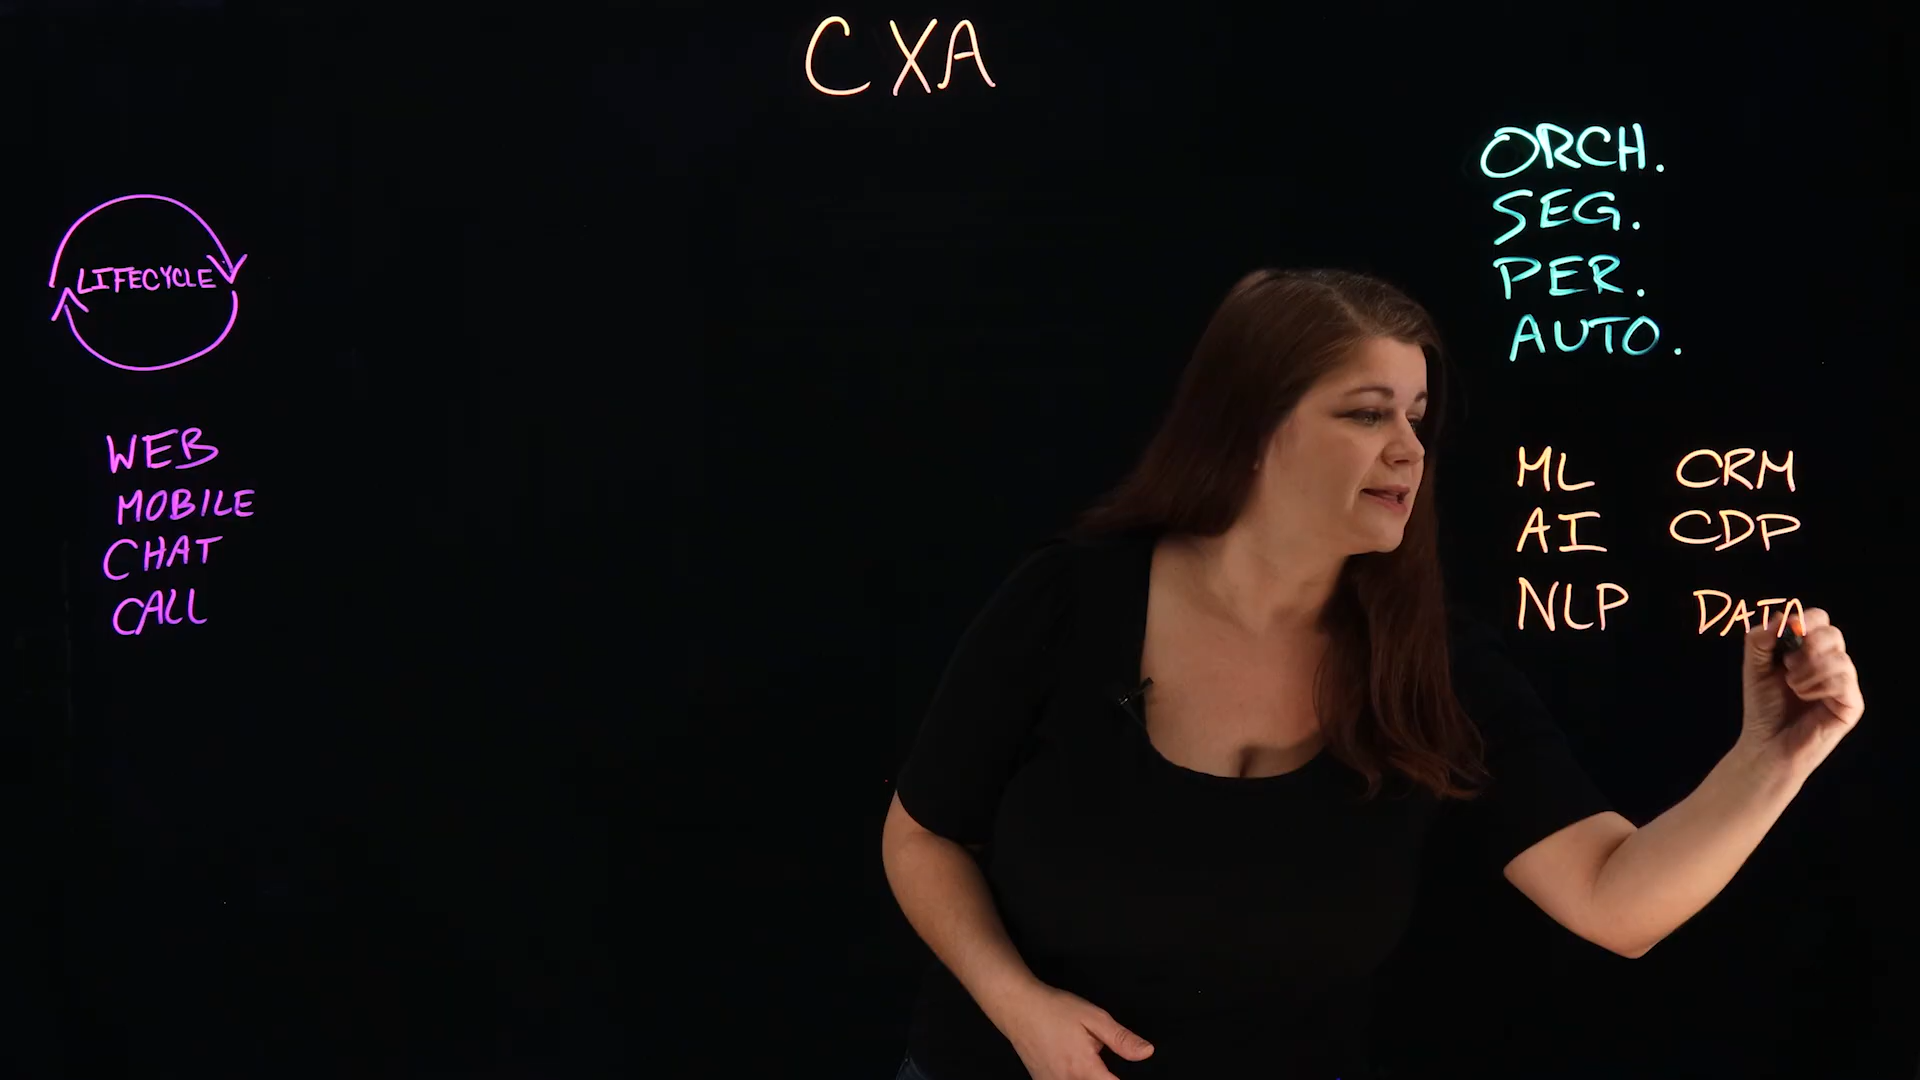 CXA
LIFECYCLE
WEB
MOBILE
CHAT
CALL
ORCH.
SEG.
PER.
AUTO.
ML CRM
AI CDP
NLP DATA